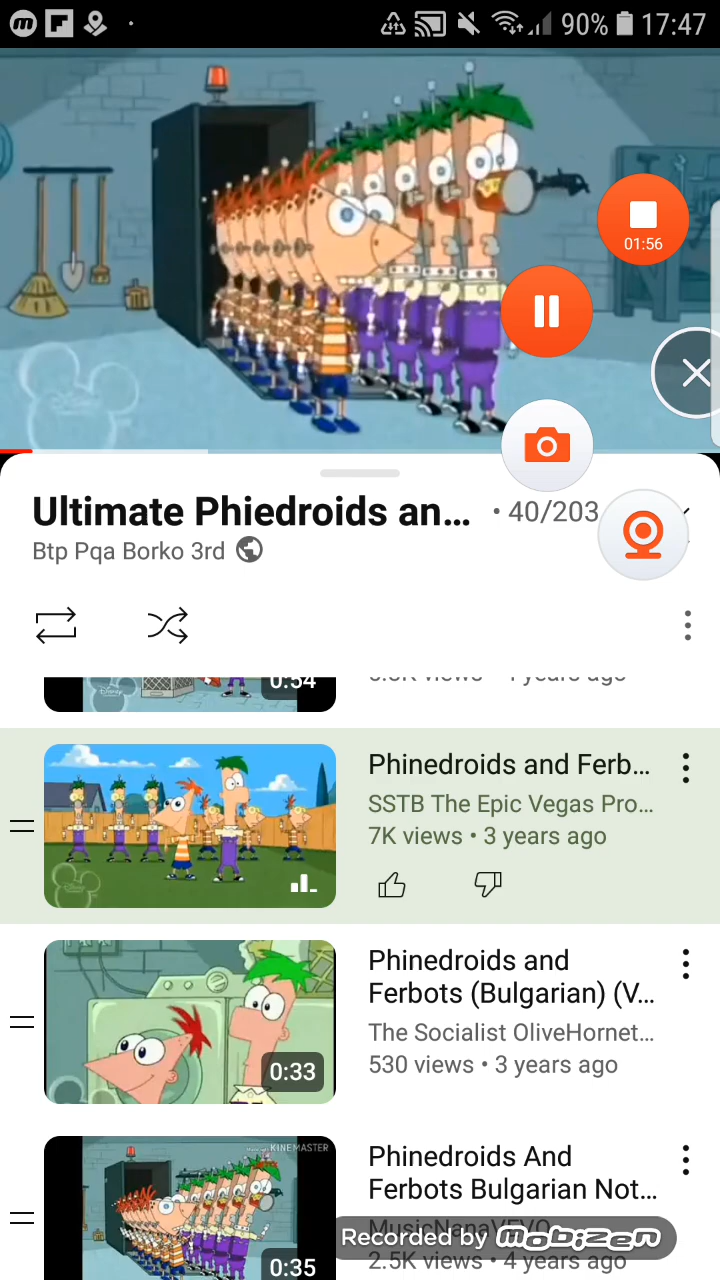 90% 17:47
01:56
Ultimate Phiedroids an... • 40/203
Btp Pqa Borko 3rd
0:54
Phinedroids and Ferb...
SSTB The Epic Vegas Pro...
7K views • 3 years ago
Phinedroids and
Ferbots (Bulgarian) (V...
The Socialist OliveHornet...
530 views • 3 years ago
0:33
KINEMASTER
Phinedroids And
Ferbots Bulgarian Not...
MusicNanaVEVO
Recorded by mobizen
2.5K views • 4 years ago
0:35